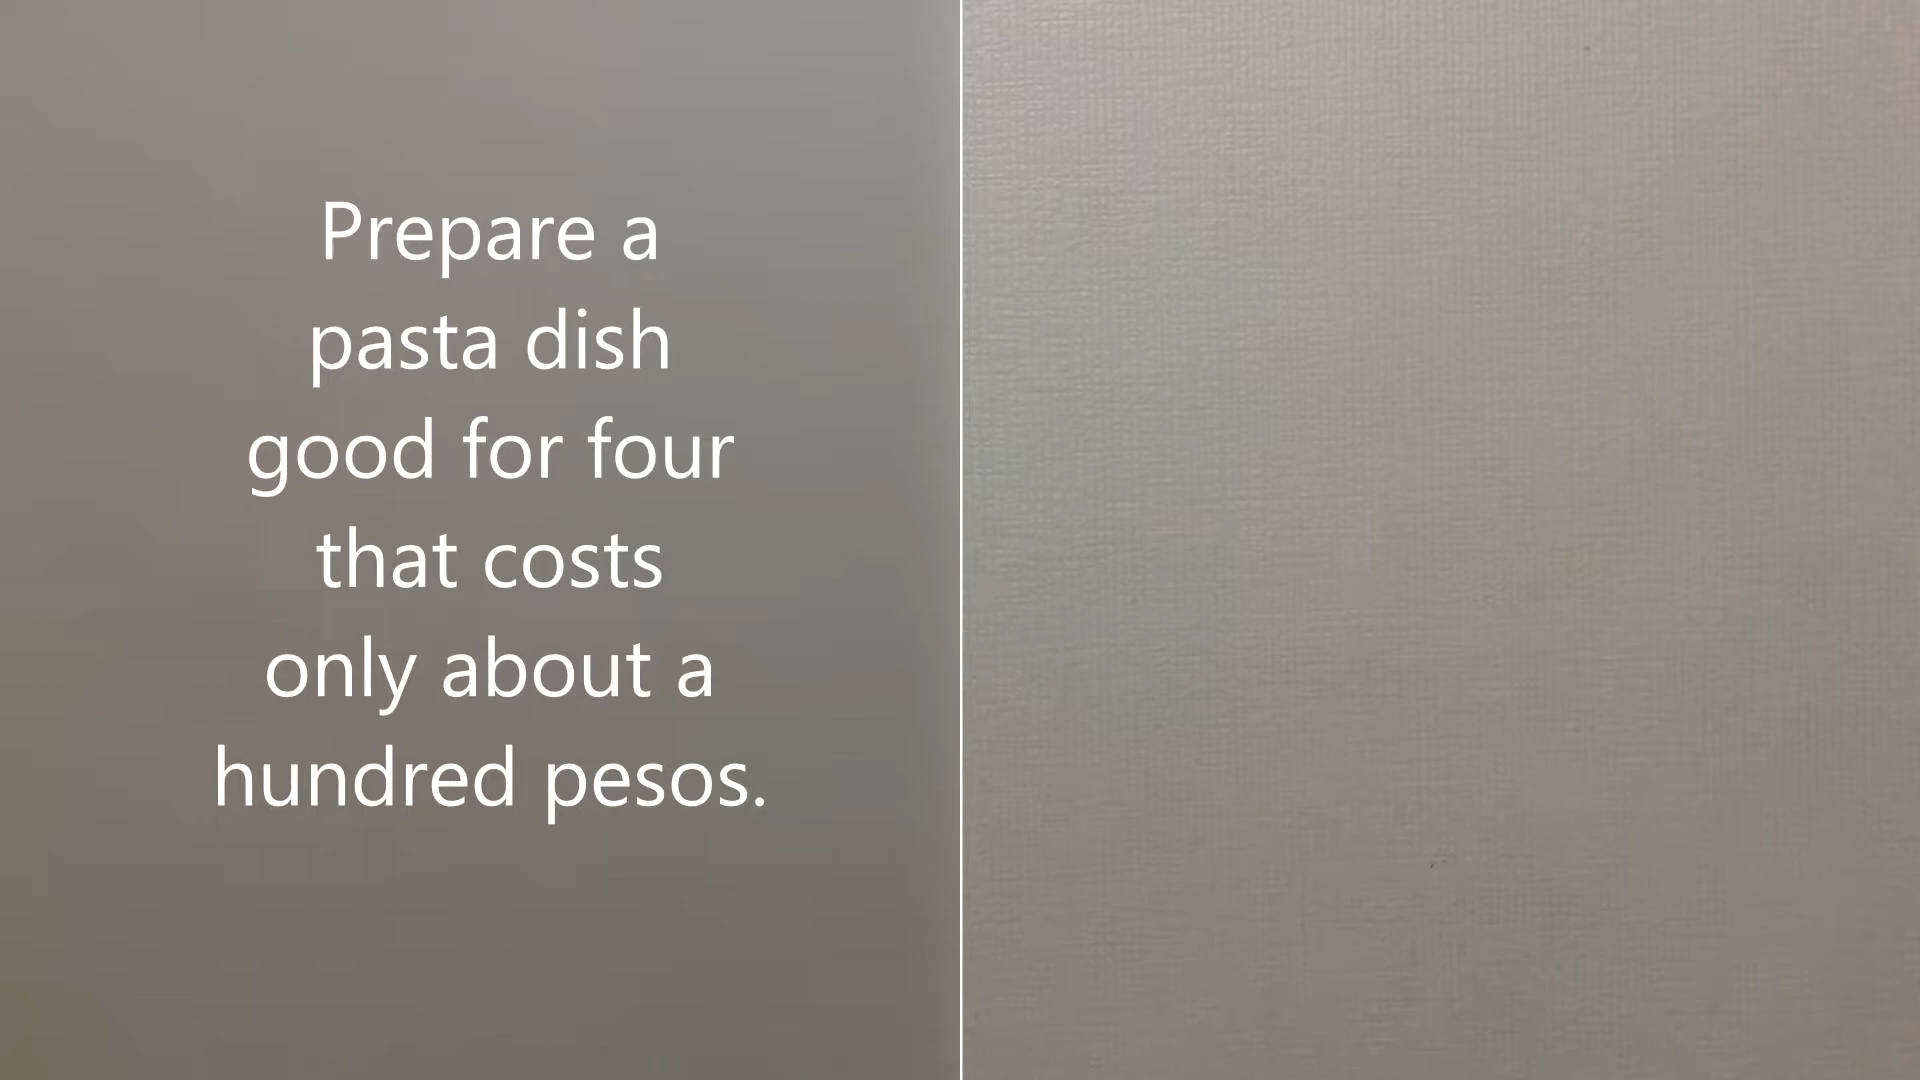 Prepare a
pasta dish
good for four
that costs
only about a
hundred pesos.